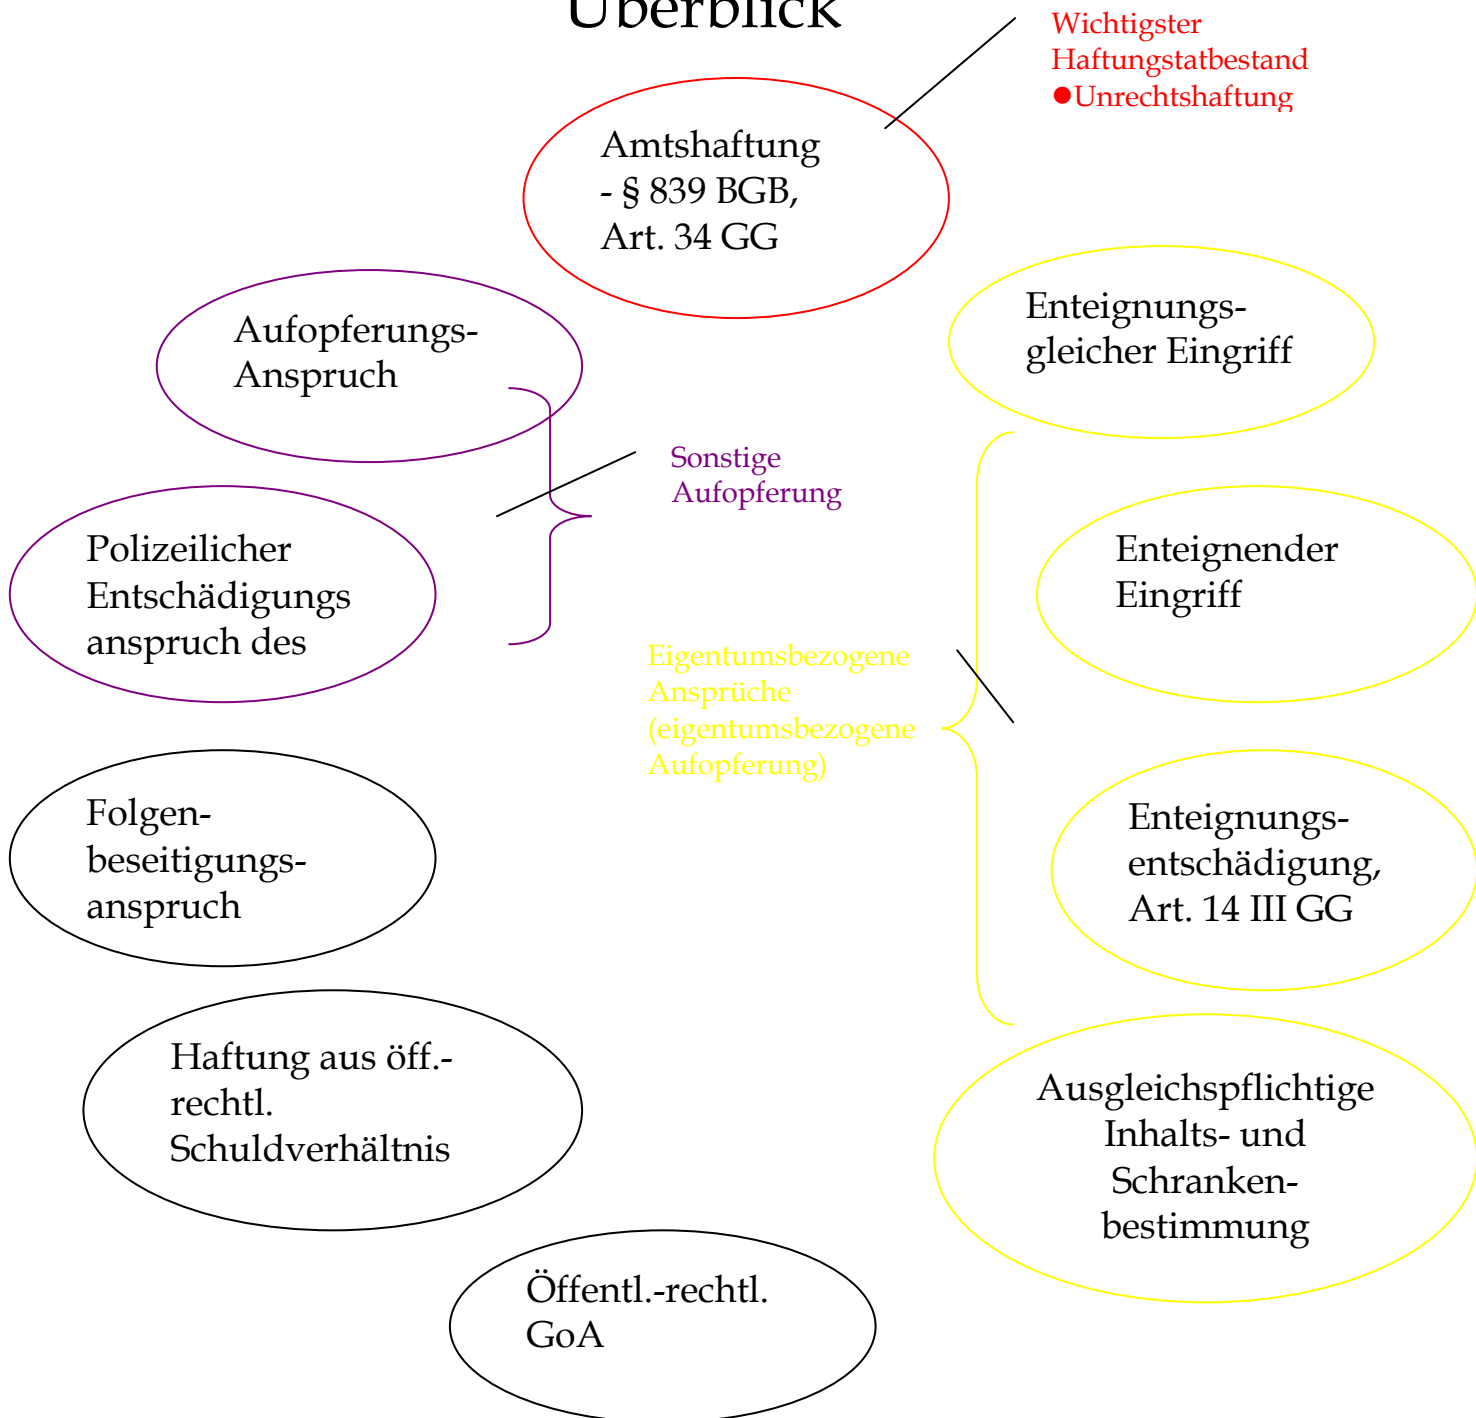 Überblick
Wichtigster
Haftungstatbestand
●Unrechtshaftung
Amtshaftung
- § 839 BGB,
Art. 34 GG
Aufopferungs-
Anspruch
Enteignungs-
gleicher Eingriff
Sonstige
Aufopferung
Polizeilicher
Entschädigungs
anspruch des
Enteignender
Eingriff
Eigentumsbezogene
Ansprüche
(eigentumsbezogene
Aufopferung)
Folgen-
beseitigungs-
anspruch
Enteignungs-
entschädigung,
Art. 14 III GG
Haftung aus öff.-
rechtl.
Schuldverhältnis
Ausgleichspflichtige
Inhalts- und
Schranken-
bestimmung
Öffentl.-rechtl.
GoA